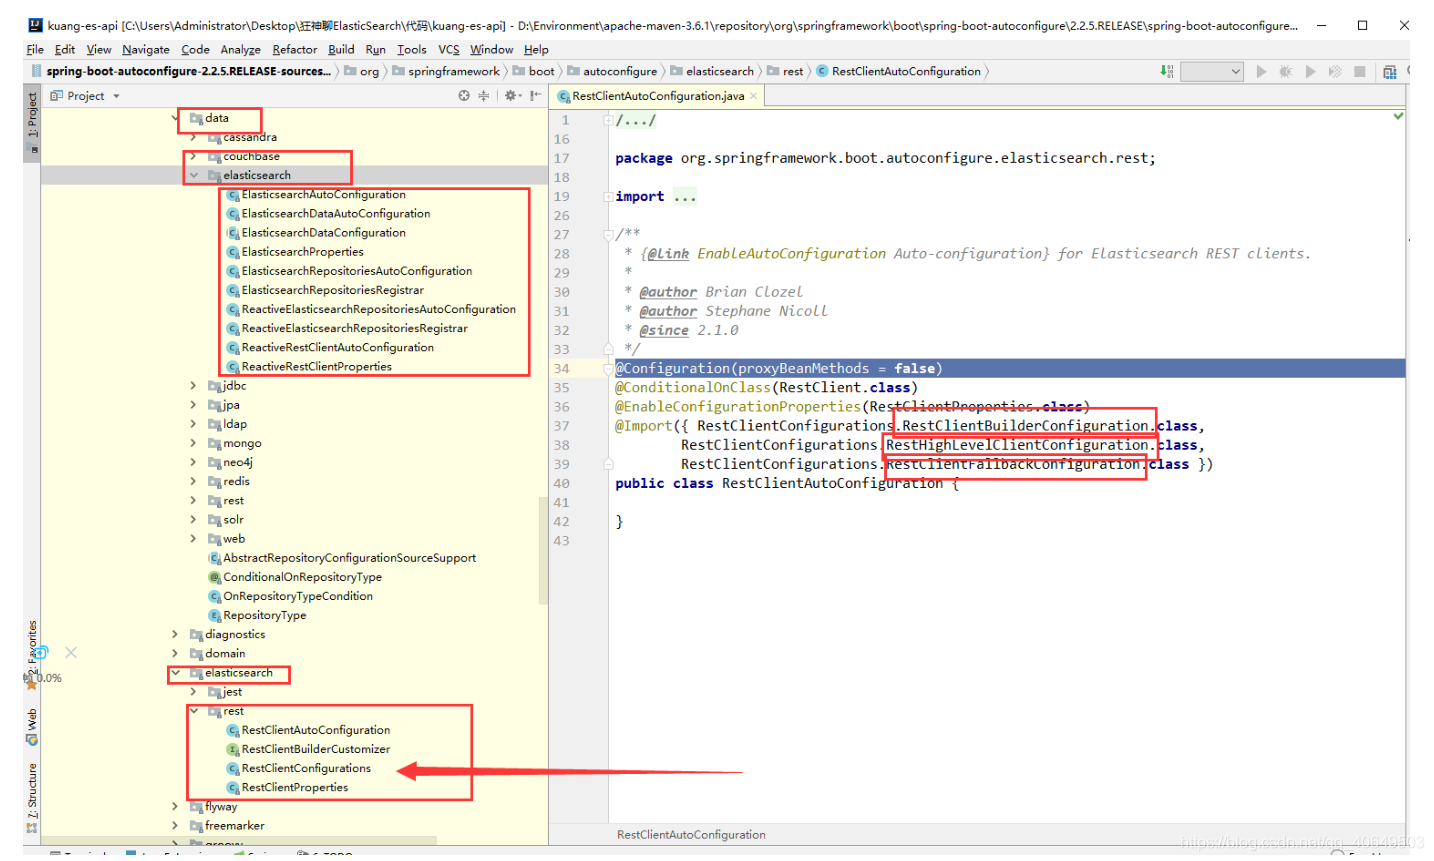 kuang-es-api [C:\Users\Administrator\Desktop\狂神聊ElasticSearch\代码\kuang-es-api] - D:\Environment\apache-maven-3.6.1\repository\org\springframework\boot\spring-boot-autoconfigure\2.2.5.RELEASE\spring-boot-autoconfigure...
File Edit View Navigate Code Analyze Refactor Build Run Tools VCS Window Help
spring-boot-autoconfigure-2.2.5.RELEASE-sources... org springframework boot autoconfigure elasticsearch rest RestClientAutoConfiguration
Project
RestClientAutoConfiguration.java
1: Project
data
cassandra
couchbase
elasticsearch
ElasticsearchAutoConfiguration
ElasticsearchDataAutoConfiguration
ElasticsearchDataConfiguration
ElasticsearchProperties
ElasticsearchRepositoriesAutoConfiguration
ElasticsearchRepositoriesRegistrar
ReactiveElasticsearchRepositoriesAutoConfiguration
ReactiveElasticsearchRepositoriesRegistrar
ReactiveRestClientAutoConfiguration
ReactiveRestClientProperties
jdbc
jpa
ldap
mongo
neo4j
redis
rest
solr
web
AbstractRepositoryConfigurationSourceSupport
ConditionalOnRepositoryType
OnRepositoryTypeCondition
RepositoryType
diagnostics
domain
elasticsearch
jest
rest
RestClientAutoConfiguration
RestClientBuilderCustomizer
RestClientConfigurations
RestClientProperties
flyway
freemarker
groovy
2: Favorites
0.0%
Web
7: Structure
1 /.../
16
17 package org.springframework.boot.autoconfigure.elasticsearch.rest;
18
19 import ...
26
27 /**
28 * {@link EnableAutoConfiguration Auto-configuration} for Elasticsearch REST clients.
29 *
30 * @author Brian Clozel
31 * @author Stephane Nicoll
32 * @since 2.1.0
33 */
34 @Configuration(proxyBeanMethods = false)
35 @ConditionalOnClass(RestClient.class)
36 @EnableConfigurationProperties(RestClientProperties.class)
37 @Import({ RestClientConfigurations.RestClientBuilderConfiguration.class,
38 RestClientConfigurations.RestHighLevelClientConfiguration.class,
39 RestClientConfigurations.RestClientFallbackConfiguration.class })
40 public class RestClientAutoConfiguration {
41
42 }
43
RestClientAutoConfiguration
https://blog.csdn.net/qq_40649503